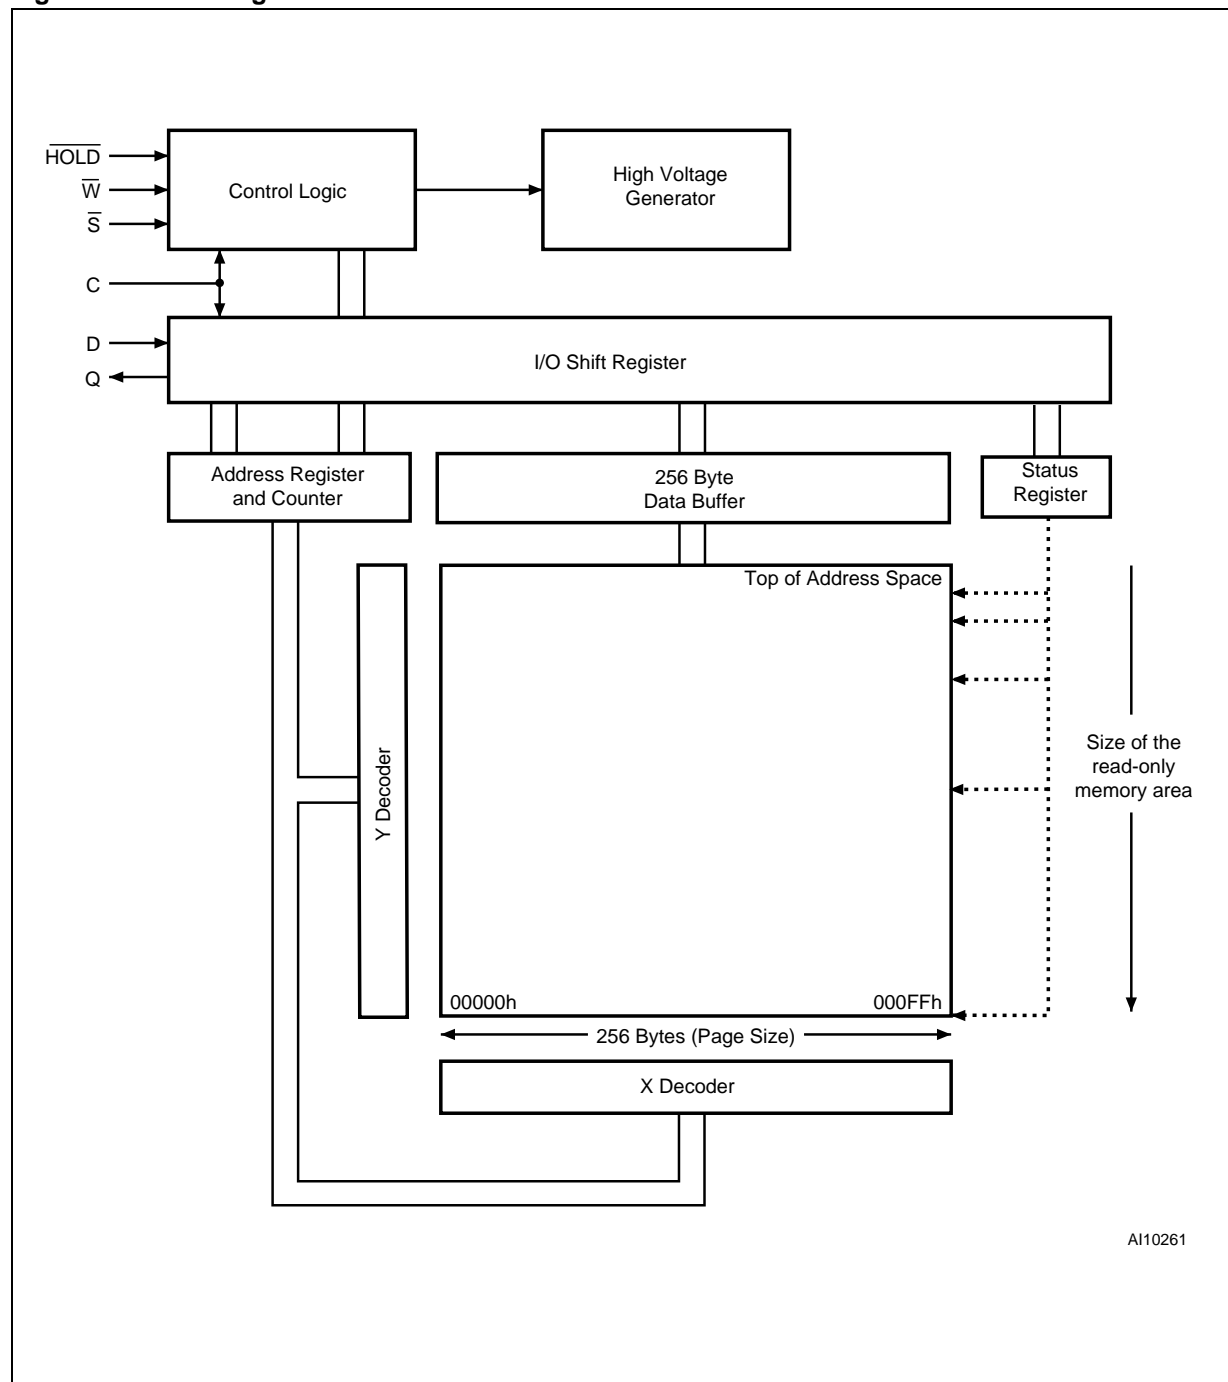 HOLD
W
S
C
D
Q
Control Logic
High Voltage
Generator
I/O Shift Register
Address Register
and Counter
256 Byte
Data Buffer
Status
Register
Top of Address Space
Y Decoder
Size of the
read-only
memory area
00000h
000FFh
256 Bytes (Page Size)
X Decoder
AI10261